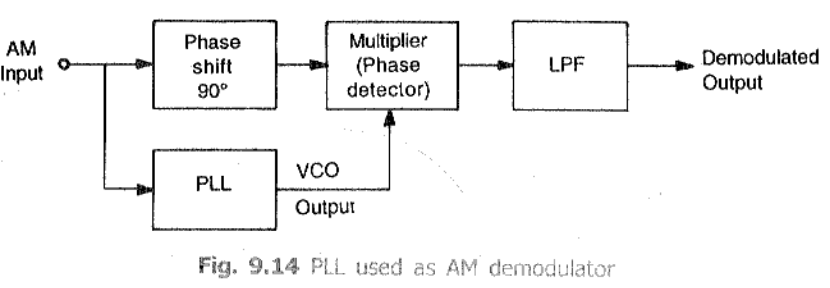 AM
Input
Phase
shift
90°
Multiplier
(Phase
detector)
LPF
Demodulated
Output
PLL
VCO
Output
Fig. 9.14 PLL used as AM demodulator